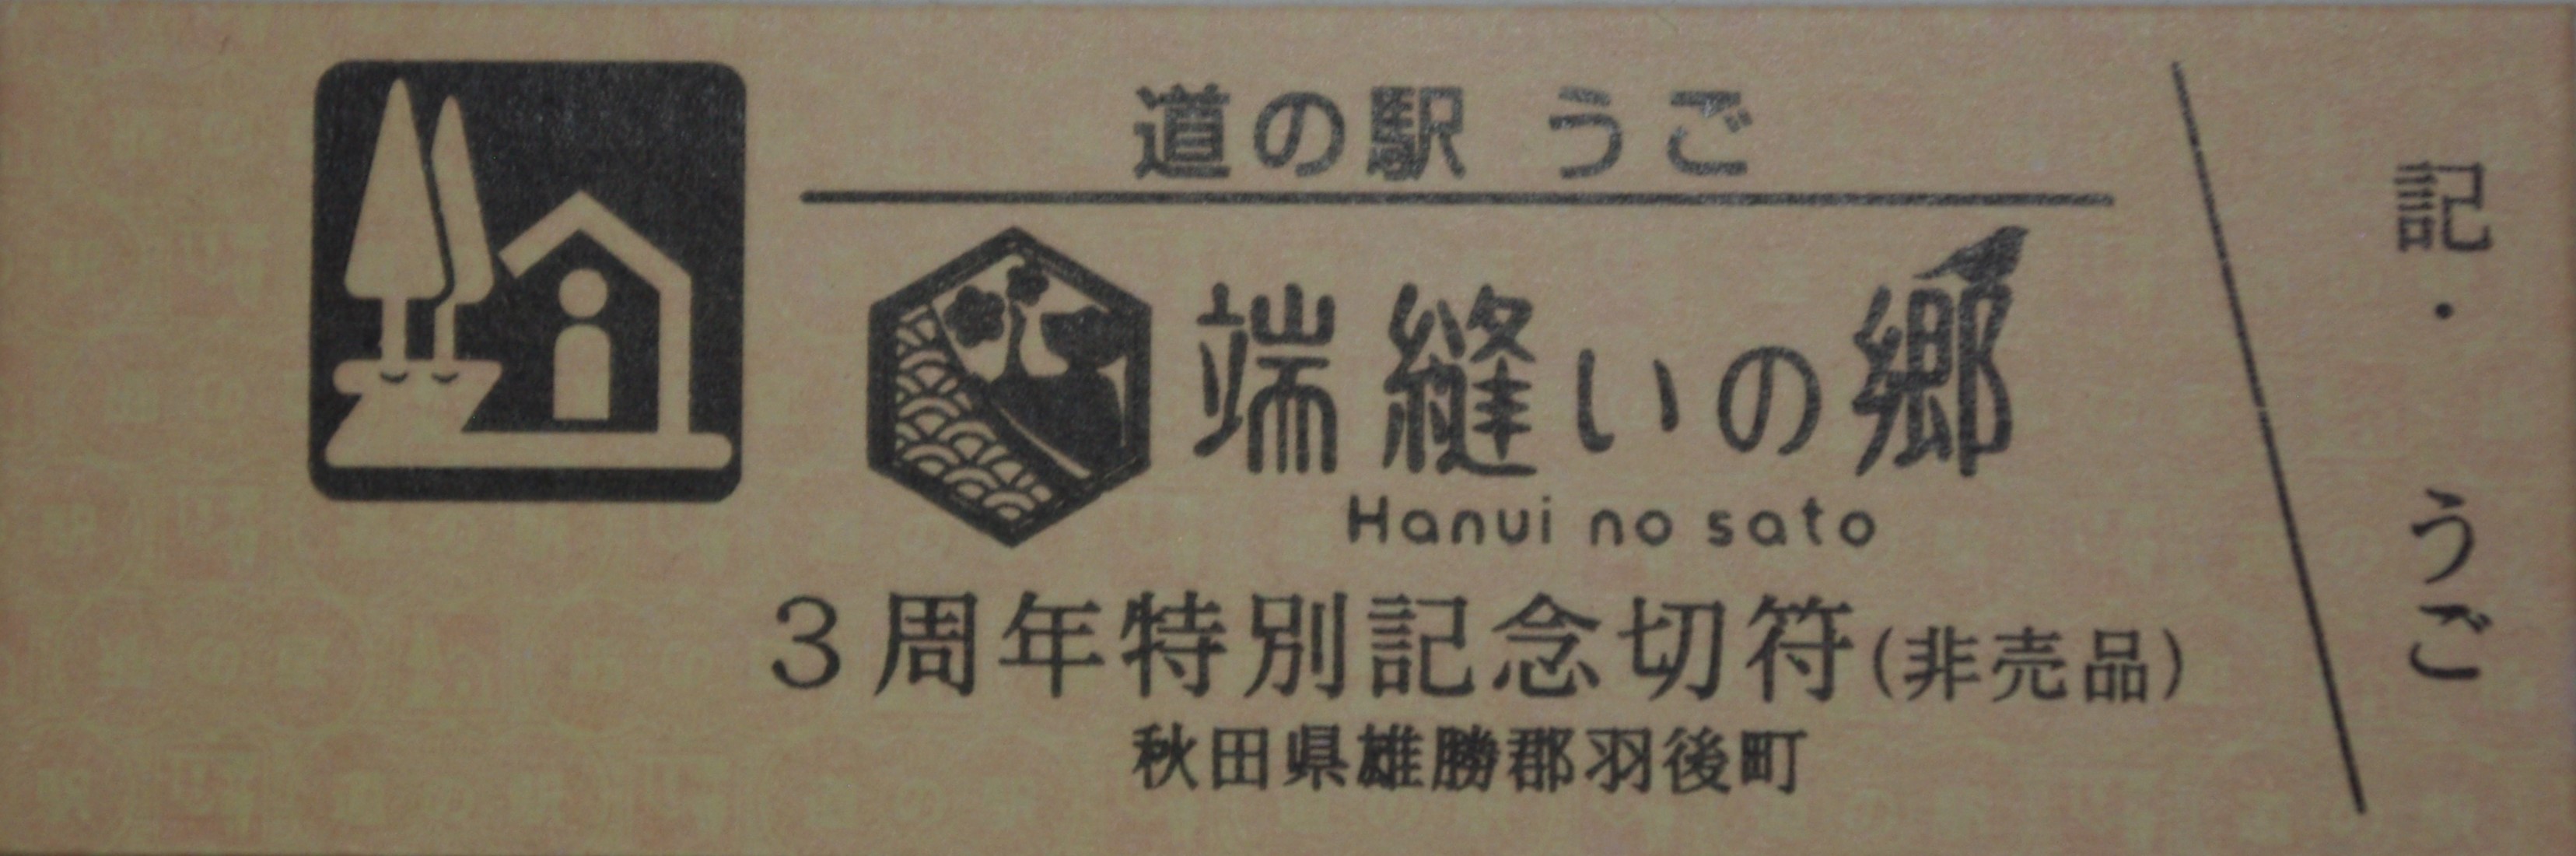 道の駅 うご
端縫いの郷
Hanui no sato
3周年特別記念切符(非売品)
秋田県雄勝郡羽後町
記・うご